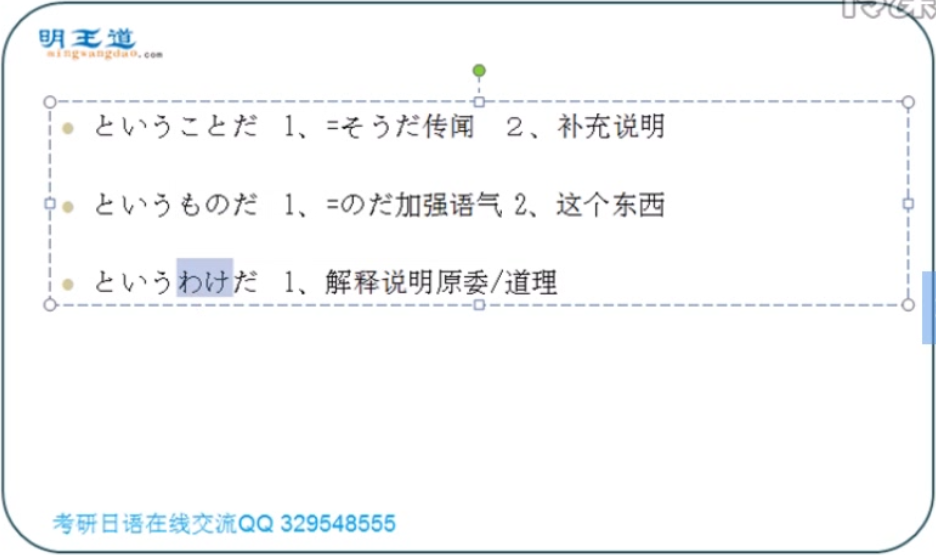 明王道
mingwangdao.com
ということだ 1、=そうだ传闻 2、补充说明
というものだ 1、=のだ加强语气 2、这个东西
というわけだ 1、解释说明原委/道理
考研日语在线交流QQ 329548555